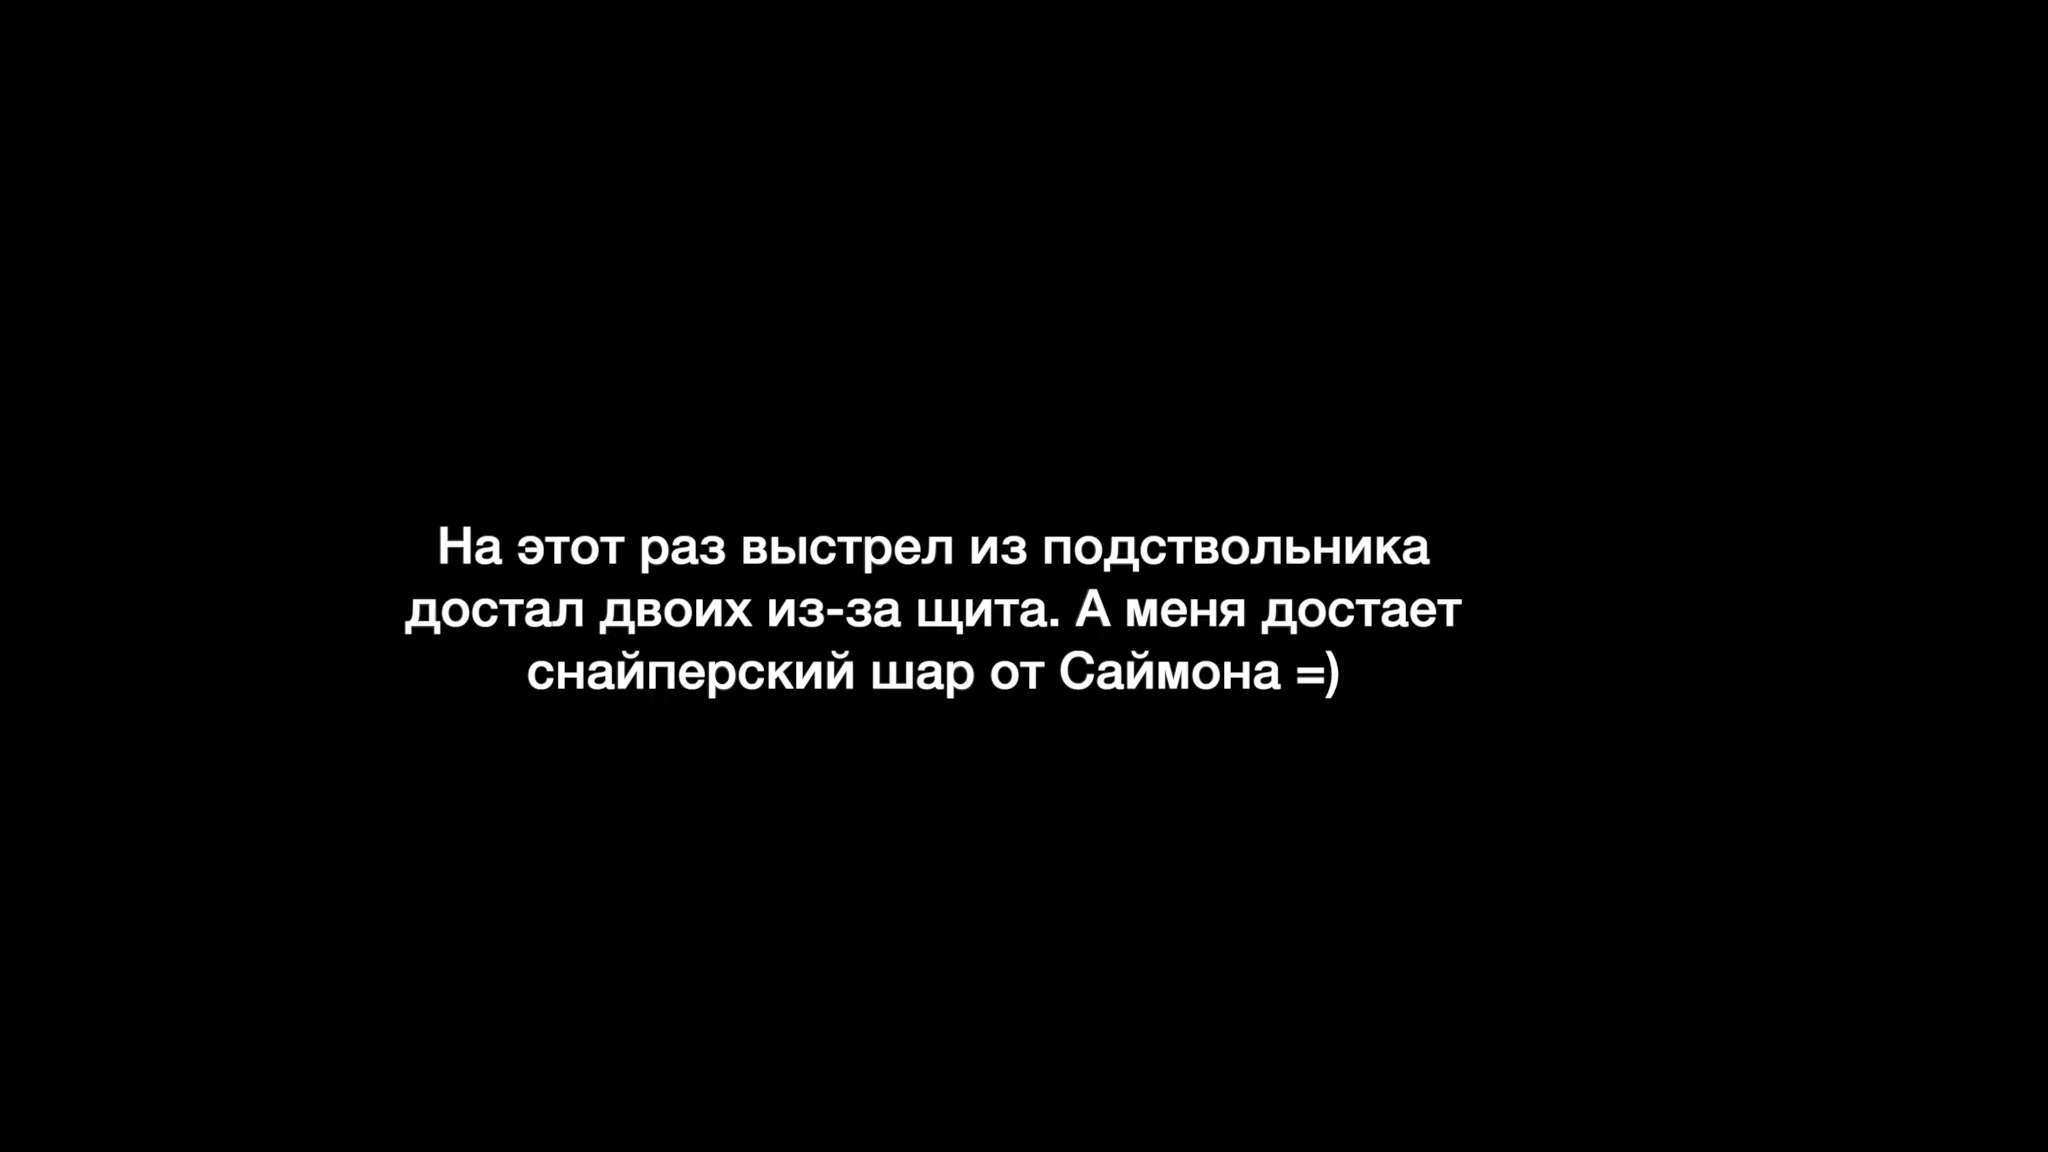 На этот раз выстрел из подствольника
достал двоих из-за щита. А меня достает
снайперский шар от Саймона =)